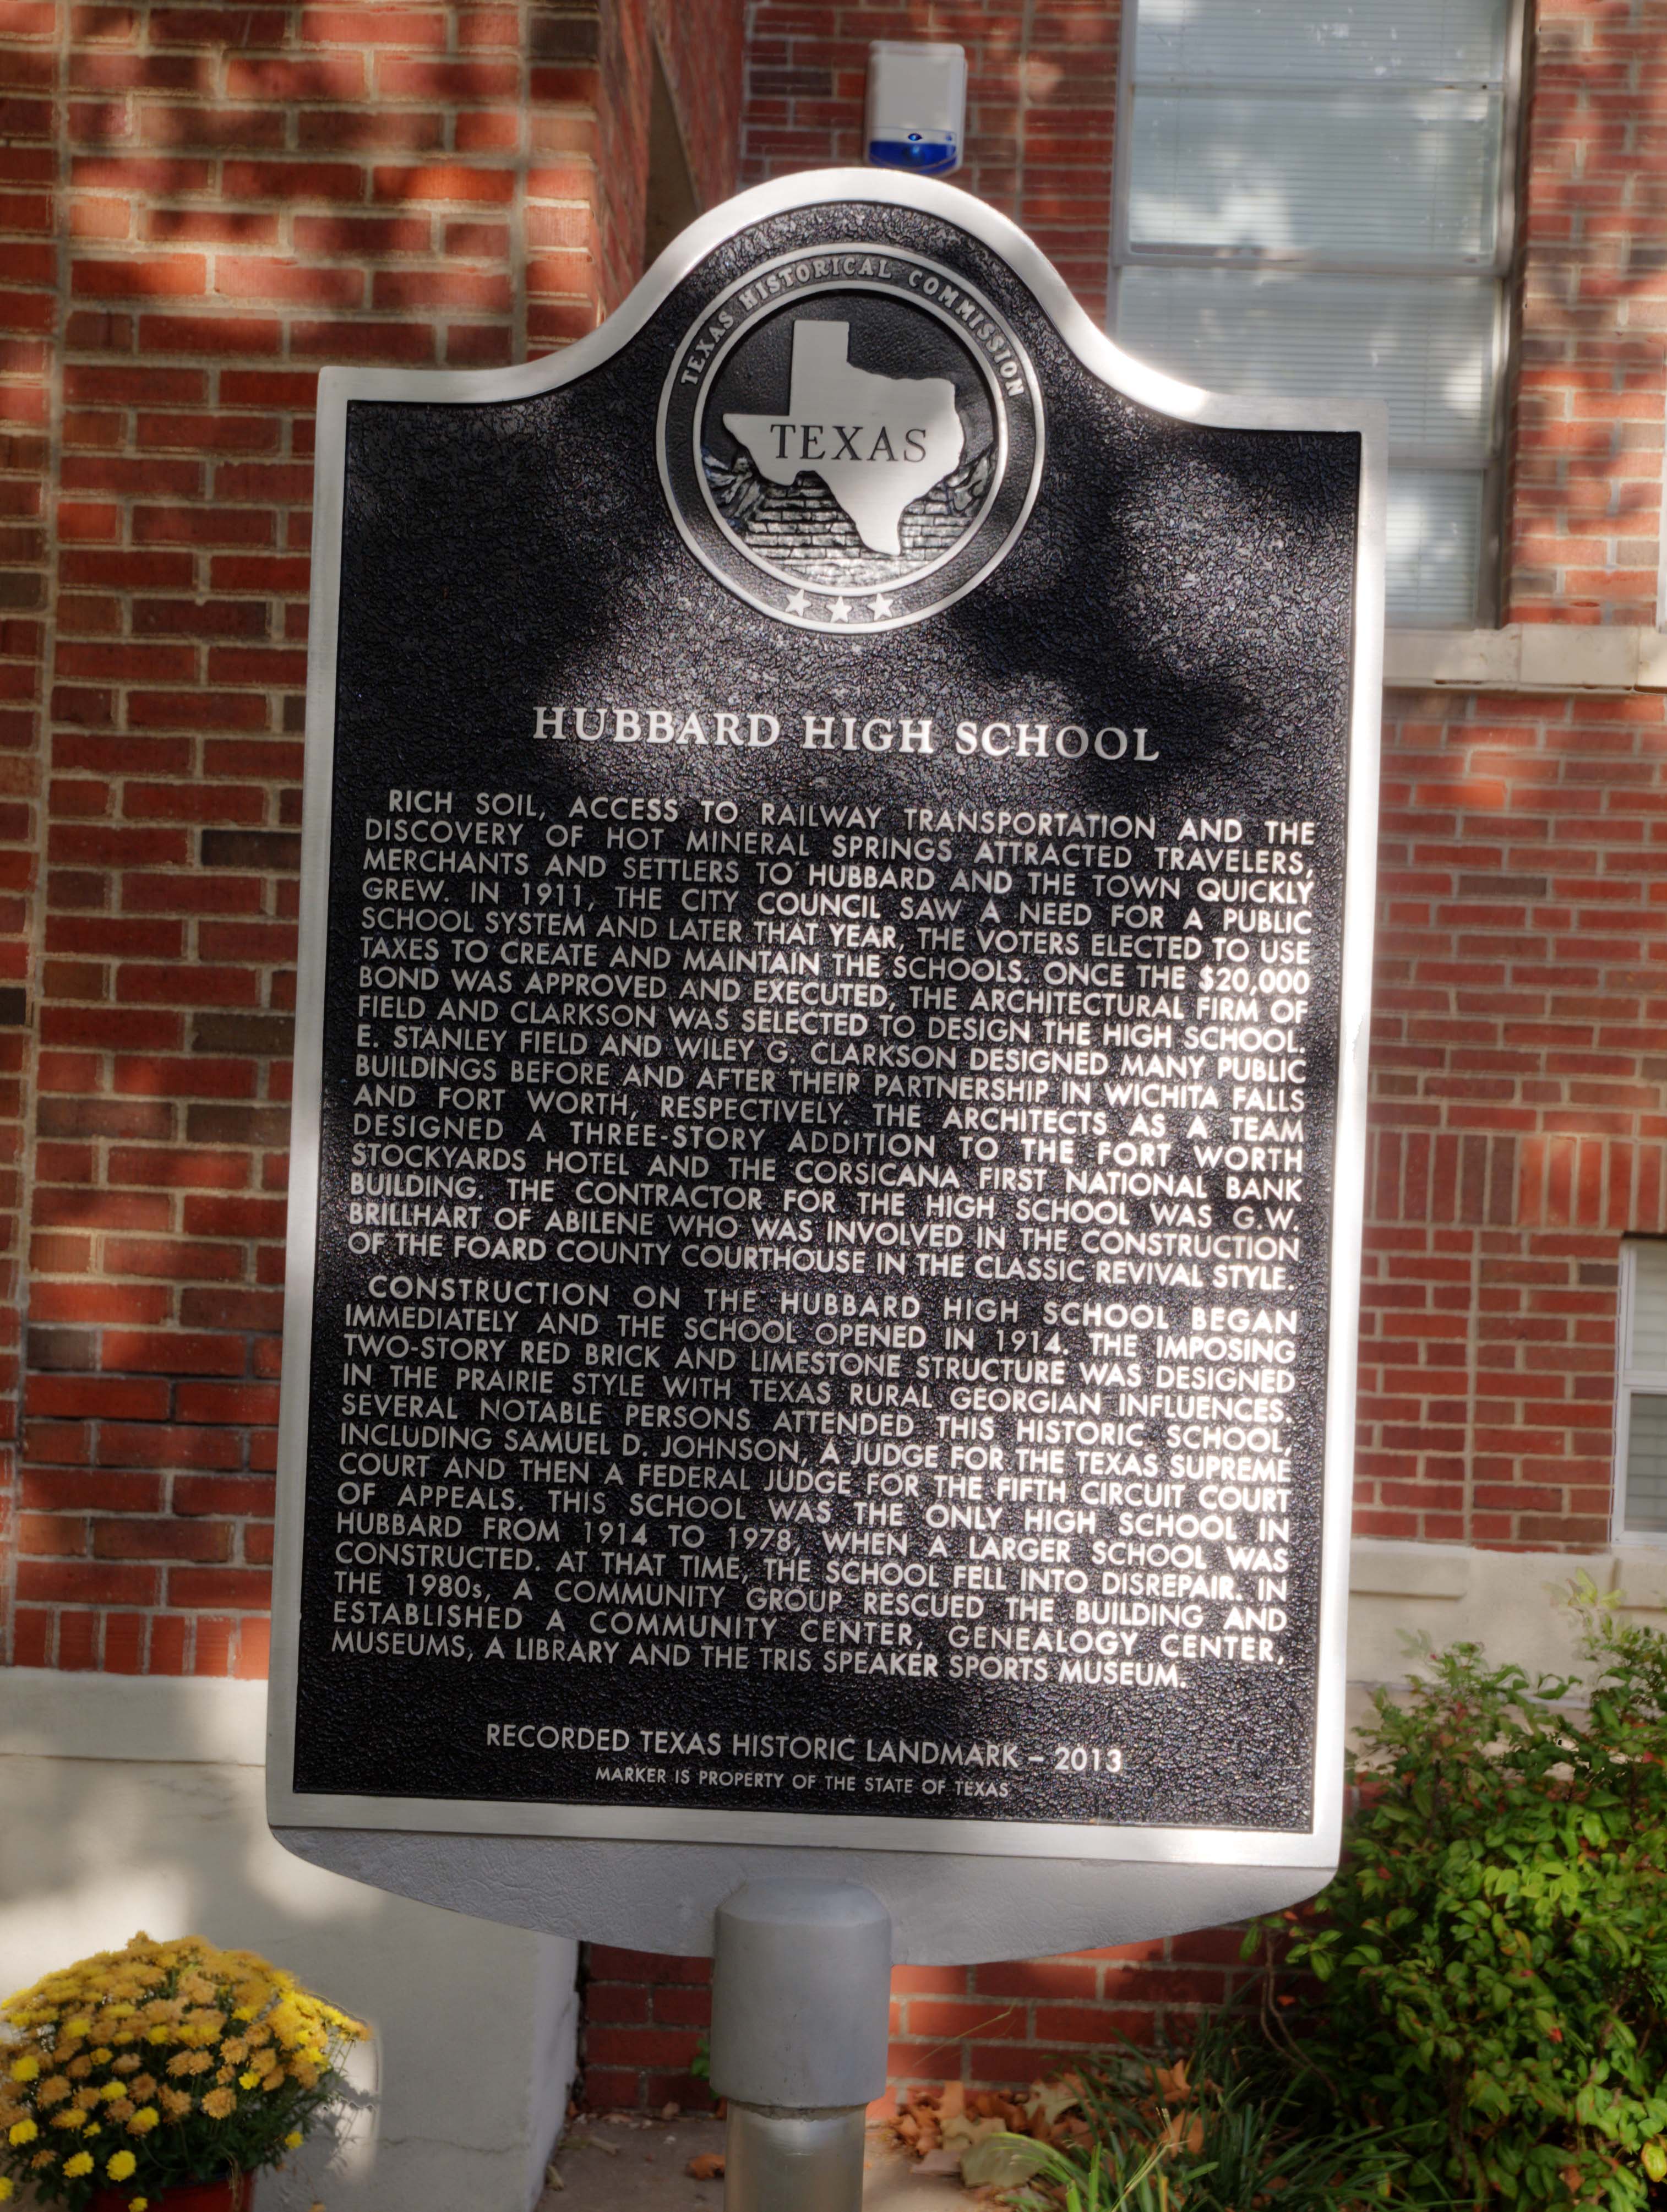 TEXAS HISTORICAL COMMISSION
TEXAS
HUBBARD HIGH SCHOOL
RICH SOIL, ACCESS TO RAILWAY TRANSPORTATION AND THE
DISCOVERY OF HOT MINERAL SPRINGS ATTRACTED TRAVELERS,
MERCHANTS AND SETTLERS TO HUBBARD AND THE TOWN QUICKLY
GREW. IN 1911, THE CITY COUNCIL SAW A NEED FOR A PUBLIC
SCHOOL SYSTEM AND LATER THAT YEAR, THE VOTERS ELECTED TO USE
TAXES TO CREATE AND MAINTAIN THE SCHOOLS. ONCE THE $20,000
BOND WAS APPROVED AND EXECUTED, THE ARCHITECTURAL FIRM OF
FIELD AND CLARKSON WAS SELECTED TO DESIGN THE HIGH SCHOOL.
E. STANLEY FIELD AND WILEY G. CLARKSON DESIGNED MANY PUBLIC
BUILDINGS BEFORE AND AFTER THEIR PARTNERSHIP IN WICHITA FALLS
AND FORT WORTH, RESPECTIVELY. THE ARCHITECTS AS A TEAM
DESIGNED A THREE-STORY ADDITION TO THE FORT WORTH
STOCKYARDS HOTEL AND THE CORSICANA FIRST NATIONAL BANK
BUILDING. THE CONTRACTOR FOR THE HIGH SCHOOL WAS G.W.
BRILLHART OF ABILENE WHO WAS INVOLVED IN THE CONSTRUCTION
OF THE FOARD COUNTY COURTHOUSE IN THE CLASSIC REVIVAL STYLE.
CONSTRUCTION ON THE HUBBARD HIGH SCHOOL BEGAN
IMMEDIATELY AND THE SCHOOL OPENED IN 1914. THE IMPOSING
TWO-STORY RED BRICK AND LIMESTONE STRUCTURE WAS DESIGNED
IN THE PRAIRIE STYLE WITH TEXAS RURAL GEORGIAN INFLUENCES.
SEVERAL NOTABLE PERSONS ATTENDED THIS HISTORIC SCHOOL,
INCLUDING SAMUEL D. JOHNSON, A JUDGE FOR THE TEXAS SUPREME
COURT AND THEN A FEDERAL JUDGE FOR THE FIFTH CIRCUIT COURT
OF APPEALS. THIS SCHOOL WAS THE ONLY HIGH SCHOOL IN
HUBBARD FROM 1914 TO 1978, WHEN A LARGER SCHOOL WAS
CONSTRUCTED. AT THAT TIME, THE SCHOOL FELL INTO DISREPAIR. IN
THE 1980s, A COMMUNITY GROUP RESCUED THE BUILDING AND
ESTABLISHED A COMMUNITY CENTER, GENEALOGY CENTER,
MUSEUMS, A LIBRARY AND THE TRIS SPEAKER SPORTS MUSEUM.
RECORDED TEXAS HISTORIC LANDMARK – 2013
MARKER IS PROPERTY OF THE STATE OF TEXAS